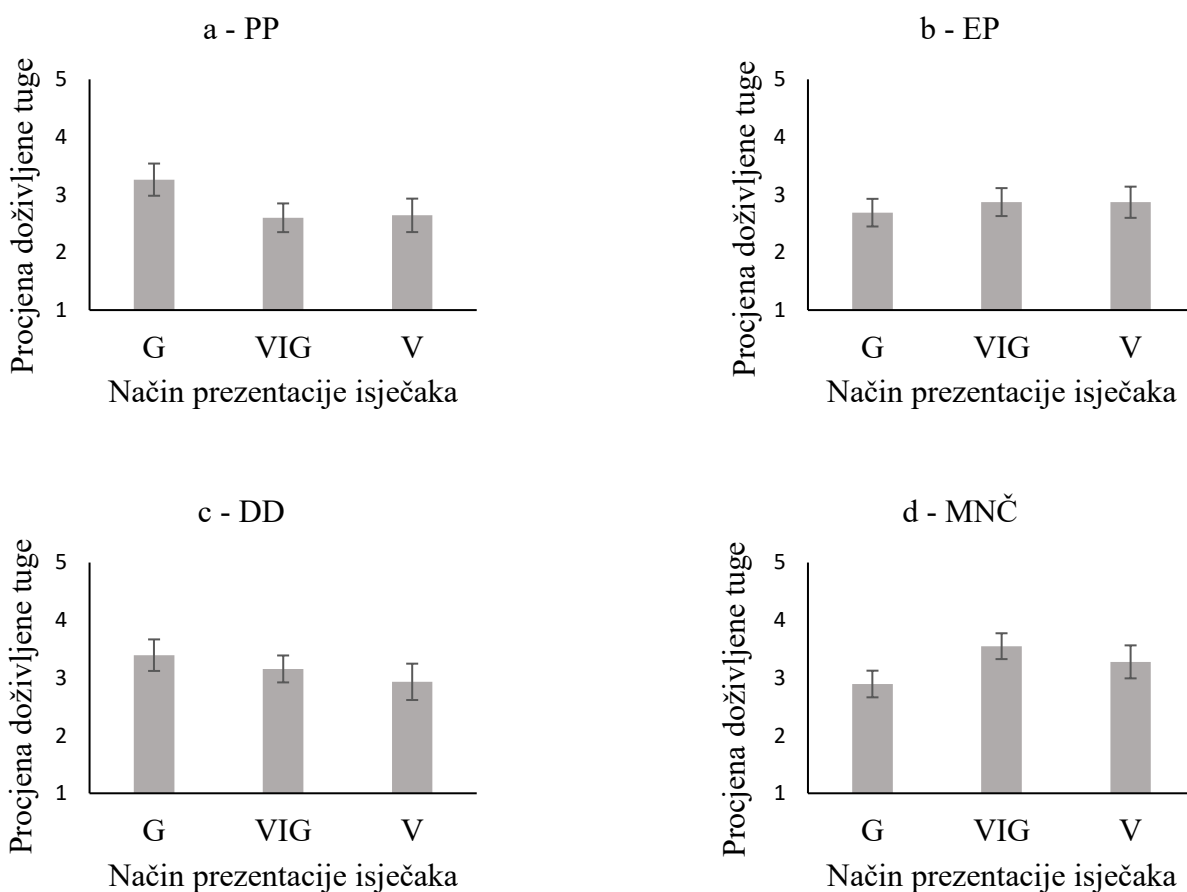 a - PP
Procjena doživljene tuge
5
4
3
2
1
G VIG V
Način prezentacije isječaka
b - EP
Procjena doživljene tuge
5
4
3
2
1
G VIG V
Način prezentacije isječaka
c - DD
Procjena doživljene tuge
5
4
3
2
1
G VIG V
Način prezentacije isječaka
d - MNČ
Procjena doživljene tuge
5
4
3
2
1
G VIG V
Način prezentacije isječaka